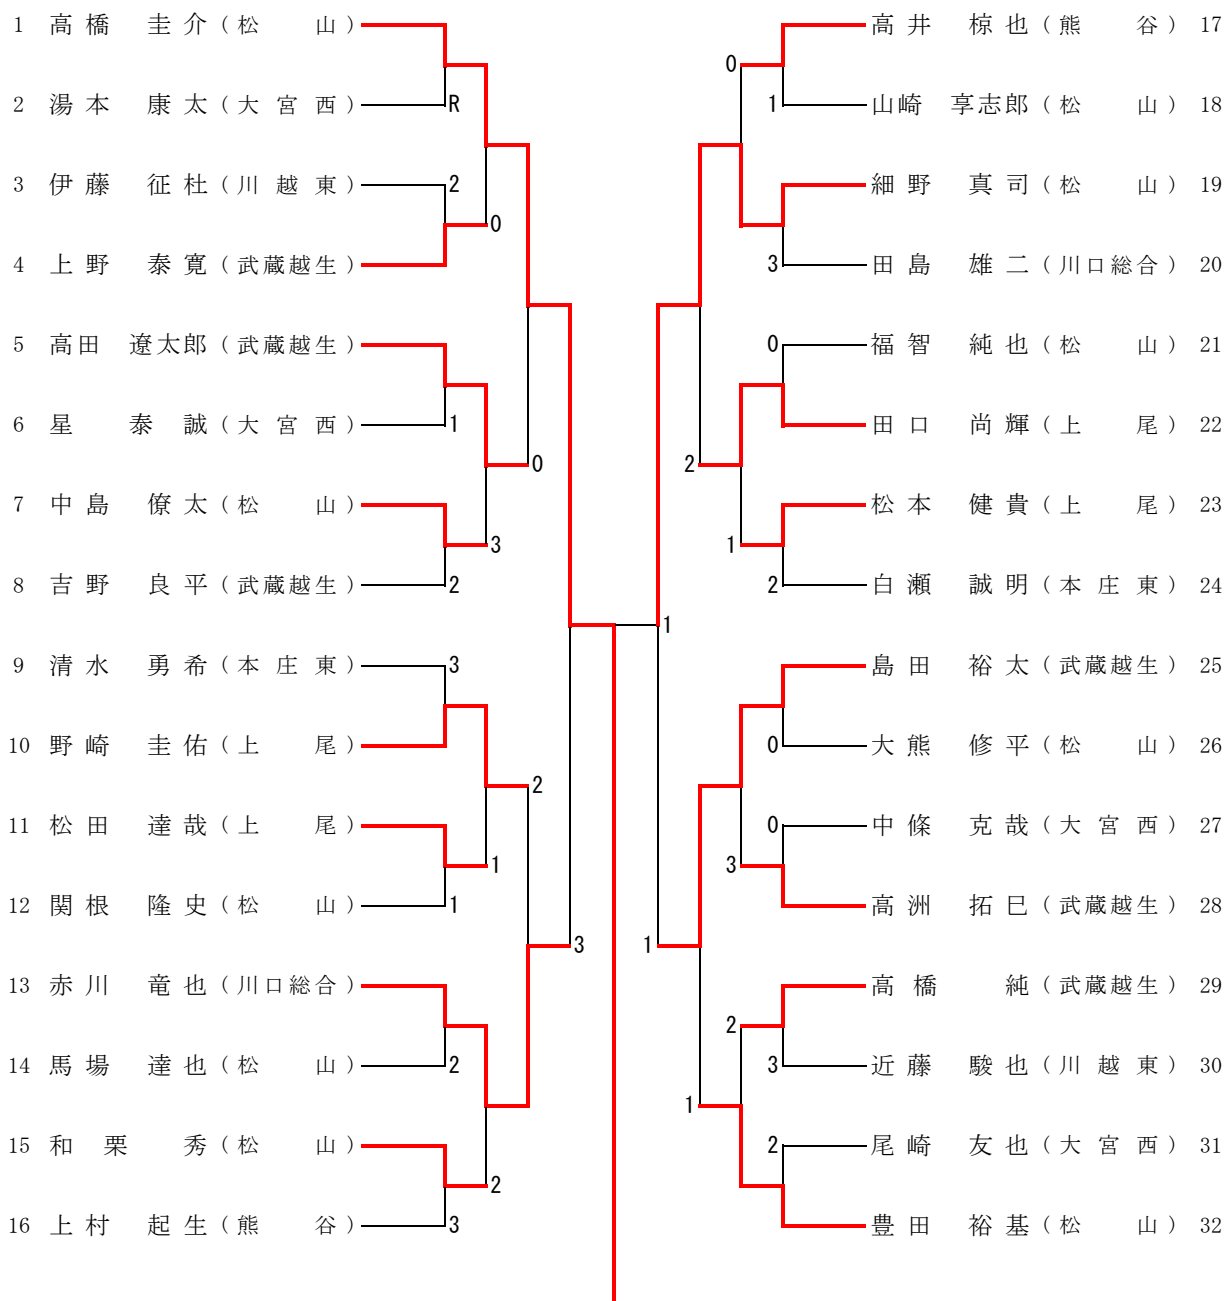 1 高橋 圭介（松 山）
2 湯本 康太（大宮西） R
3 伊藤 征杜（川越東） 2
0
4 上野 泰寛（武蔵越生）
5 高田 遼太郎（武蔵越生）
6 星 泰誠（大宮西） 1
0
7 中島 僚太（松 山）
3
8 吉野 良平（武蔵越生） 2
9 清水 勇希（本庄東） 3
10 野崎 圭佑（上 尾）
2
11 松田 達哉（上 尾）
1
12 関根 隆史（松 山） 1
3
13 赤川 竜也（川口総合）
14 馬場 達也（松 山） 2
15 和栗 秀（松 山）
2
16 上村 起生（熊 谷） 3
1
高井 椋也（熊 谷） 17
0
1 山崎 享志郎（松 山） 18
細野 真司（松 山） 19
3 田島 雄二（川口総合） 20
0 福智 純也（松 山） 21
田口 尚輝（上 尾） 22
2
松本 健貴（上 尾） 23
1
2 白瀬 誠明（本庄東） 24
島田 裕太（武蔵越生） 25
0 大熊 修平（松 山） 26
0 中條 克哉（大宮西） 27
3
高洲 拓巳（武蔵越生） 28
1
高橋 純（武蔵越生） 29
2
3 近藤 駿也（川越東） 30
1
2 尾崎 友也（大宮西） 31
豊田 裕基（松 山） 32